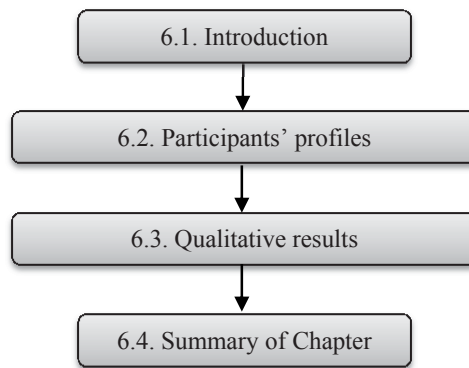 6.1. Introduction
6.2. Participants’ profiles
6.3. Qualitative results
6.4. Summary of Chapter